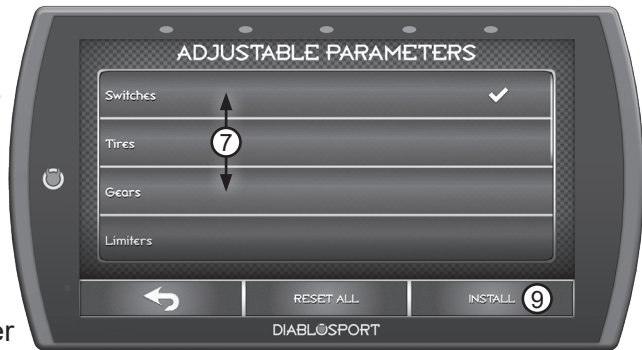 ADJUSTABLE PARAMETERS
Switches
Tires
7
Gears
Limiters
RESET ALL
INSTALL 9
er
DIABLOSPORT